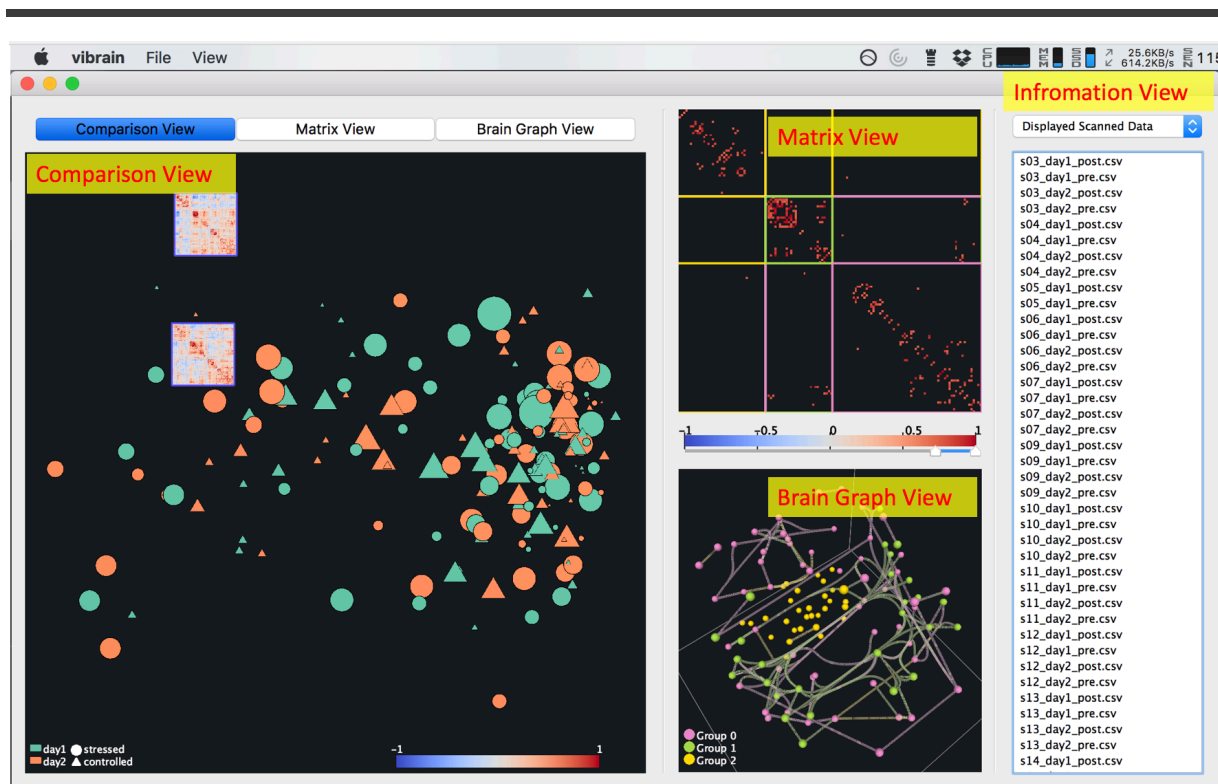 vibrain File View
CPU MEM SSD 25.6KB/s
614.2KB/s SEN 115
Infromation View
Comparison View Matrix View Brain Graph View
Displayed Scanned Data
Comparison View
Matrix View
-1 -0.5 0 0.5 1
Brain Graph View
Group 0
Group 1
Group 2
day1 stressed
day2 controlled
-1 1
s03_day1_post.csv
s03_day1_pre.csv
s03_day2_post.csv
s03_day2_pre.csv
s04_day1_post.csv
s04_day1_pre.csv
s04_day2_post.csv
s04_day2_pre.csv
s05_day1_post.csv
s05_day1_pre.csv
s06_day1_post.csv
s06_day1_pre.csv
s06_day2_post.csv
s06_day2_pre.csv
s07_day1_post.csv
s07_day1_pre.csv
s07_day2_post.csv
s07_day2_pre.csv
s09_day1_post.csv
s09_day1_pre.csv
s09_day2_post.csv
s09_day2_pre.csv
s10_day1_post.csv
s10_day1_pre.csv
s10_day2_post.csv
s10_day2_pre.csv
s11_day1_post.csv
s11_day1_pre.csv
s11_day2_post.csv
s11_day2_pre.csv
s12_day1_post.csv
s12_day1_pre.csv
s12_day2_post.csv
s12_day2_pre.csv
s13_day1_post.csv
s13_day1_pre.csv
s13_day2_post.csv
s13_day2_pre.csv
s14_day1_post.csv